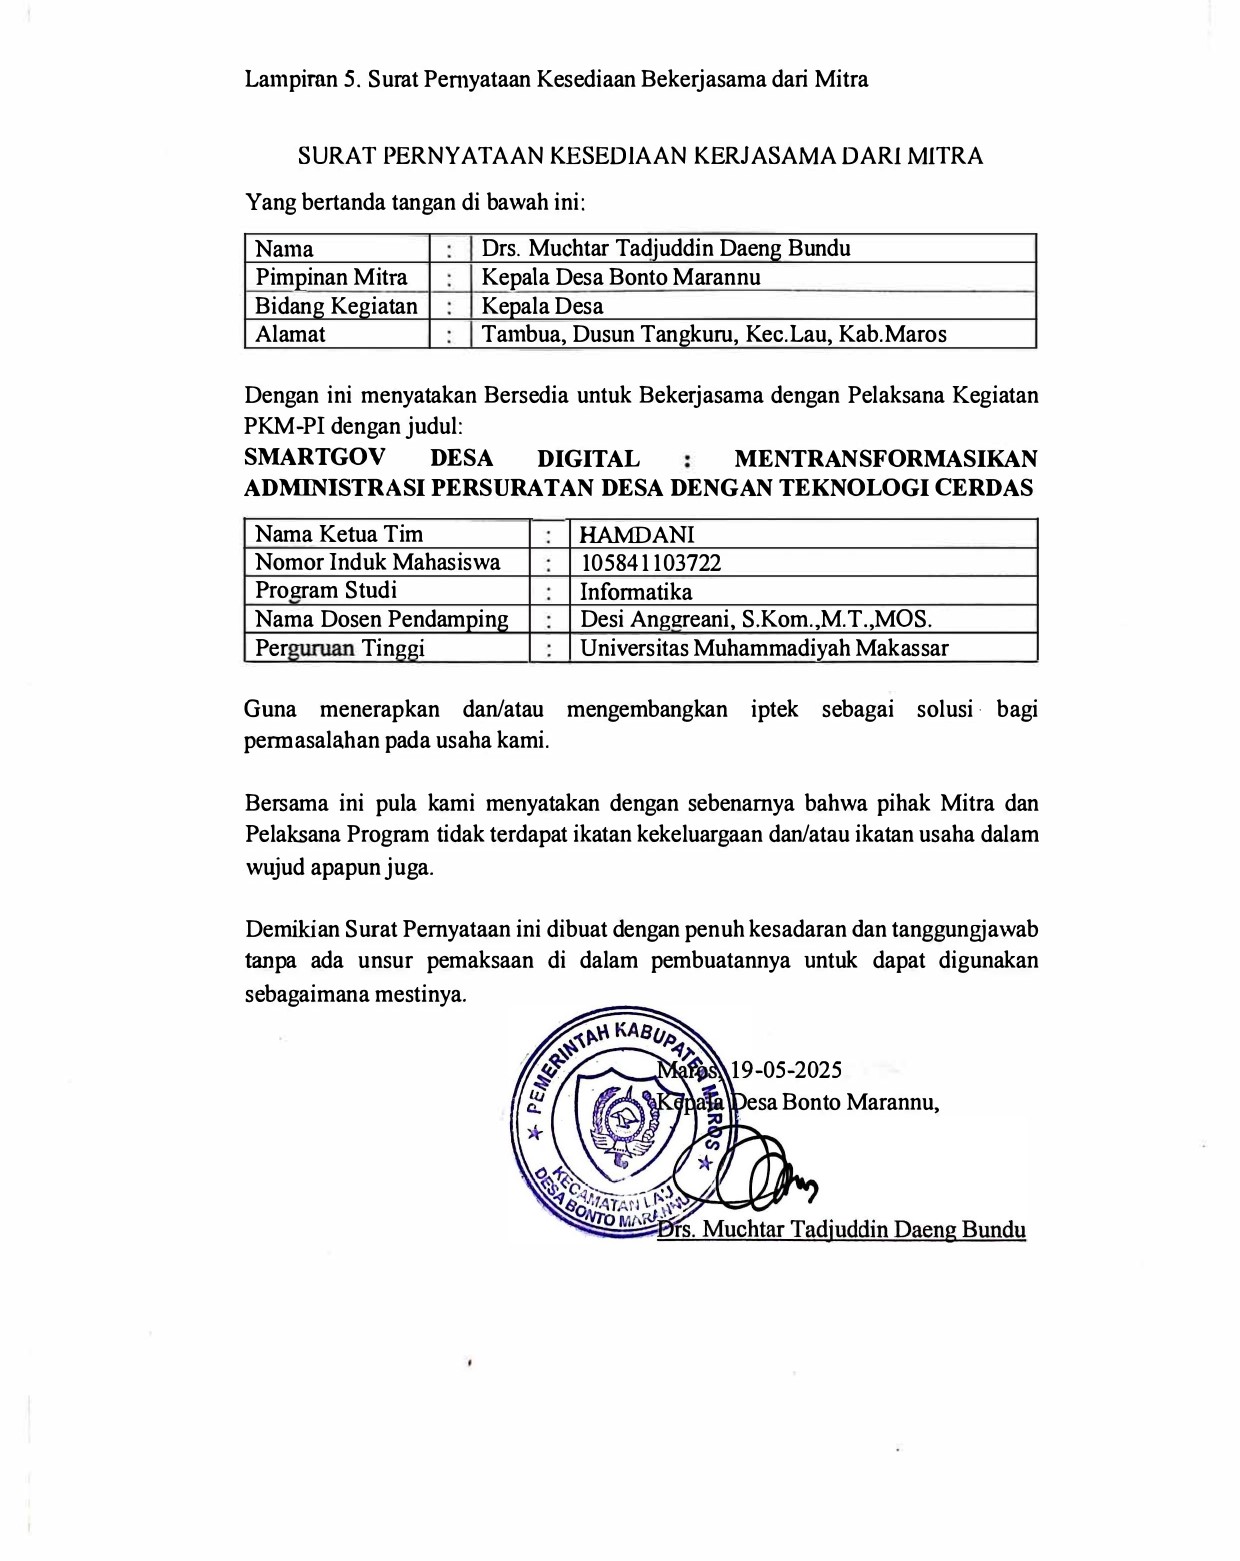 Lampiran 5. Surat Pernyataan Kesediaan Bekerjasama dari Mitra
SURAT PERNYATAAN KESEDIAAN KERJASAMA DARI MITRA
Yang bertanda tangan di bawah ini:
Nama : Drs. Muchtar Tadjuddin Daeng Bundu
Pimpinan Mitra : Kepala Desa Bonto Marannu
Bidang Kegiatan : Kepala Desa
Alamat : Tambua, Dusun Tangkuru, Kec.Lau, Kab.Maros
Dengan ini menyatakan Bersedia untuk Bekerjasama dengan Pelaksana Kegiatan
PKM-PI dengan judul:
SMARTGOV DESA DIGITAL : MENTRANSFORMASIKAN
ADMINISTRASI PERSURATAN DESA DENGAN TEKNOLOGI CERDAS
Nama Ketua Tim : HAMDANI
Nomor Induk Mahasiswa : 105841103722
Program Studi : Informatika
Nama Dosen Pendamping : Desi Anggreani, S.Kom.,M.T.,MOS.
Perguruan Tinggi : Universitas Muhammadiyah Makassar
Guna menerapkan dan/atau mengembangkan iptek sebagai solusi bagi
permasalahan pada usaha kami.
Bersama ini pula kami menyatakan dengan sebenarnya bahwa pihak Mitra dan
Pelaksana Program tidak terdapat ikatan kekeluargaan dan/atau ikatan usaha dalam
wujud apapun juga.
Demikian Surat Pernyataan ini dibuat dengan penuh kesadaran dan tanggungjawab
tanpa ada unsur pemaksaan di dalam pembuatannya untuk dapat digunakan
sebagaimana mestinya.
PEMERINTAH KABUPATEN MAROS
KECAMATAN LAU
DESA BONTO MARANNU
Maros, 19-05-2025
Kepala Desa Bonto Marannu,
Drs. Muchtar Tadjuddin Daeng Bundu